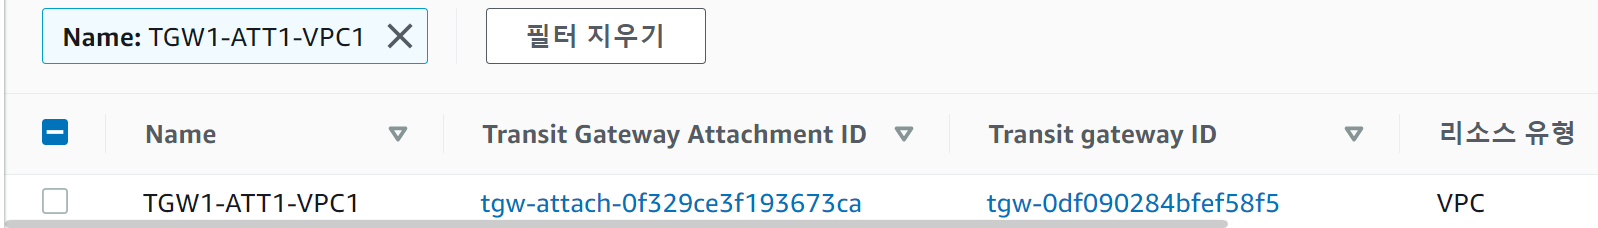 Name: TGW1-ATT1-VPC1 필터 지우기
Name Transit Gateway Attachment ID Transit gateway ID 리소스 유형
TGW1-ATT1-VPC1 tgw-attach-0f329ce3f193673ca tgw-0df090284bfef58f5 VPC